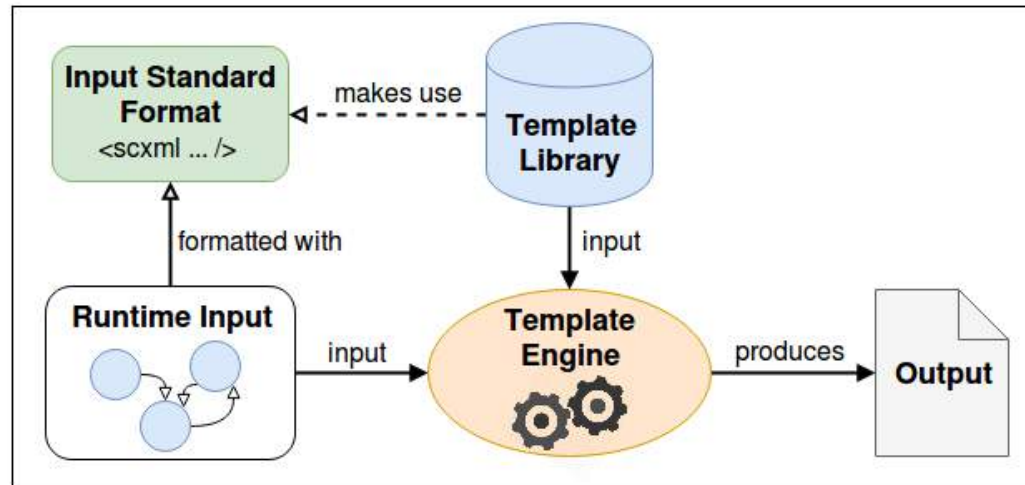 Input Standard
Format
<scxml ... />
makes use
Template
Library
formatted with
input
Runtime Input
input
Template
Engine
produces
Output